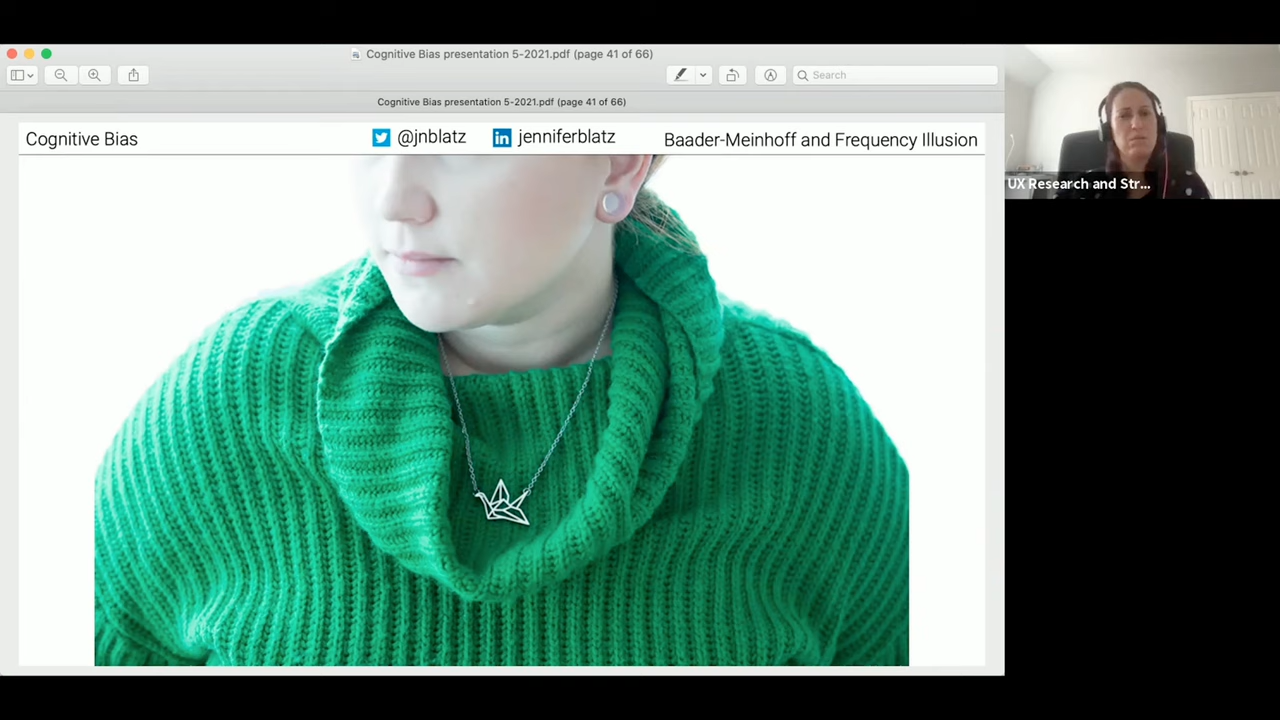 Cognitive Bias presentation 5-2021.pdf (page 41 of 66)
Search
Cognitive Bias presentation 5-2021.pdf (page 41 of 66)
Cognitive Bias
@jnblatz
in jenniferblatz
Baader-Meinhoff and Frequency Illusion
UX Research and Str...